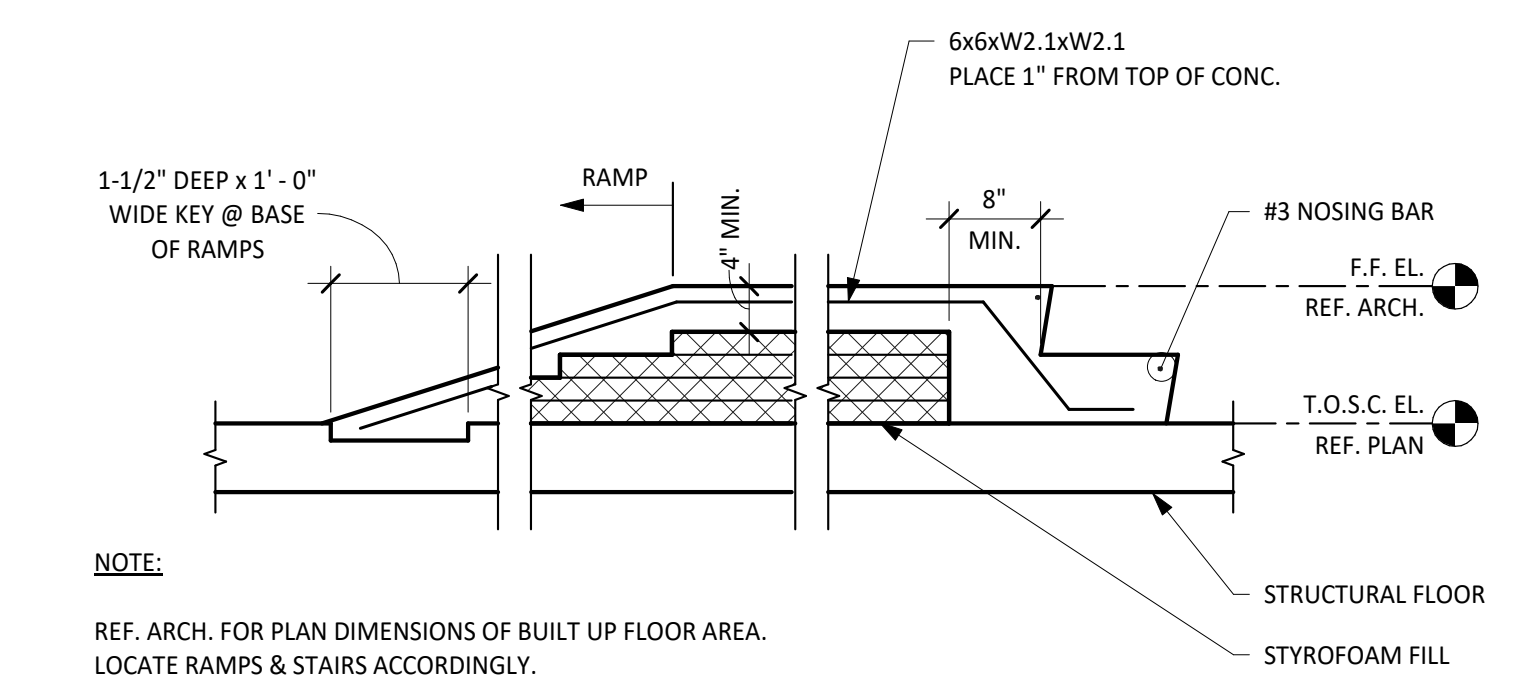 6x6xW2.1xW2.1
PLACE 1" FROM TOP OF CONC.
1-1/2" DEEP x 1' - 0"
WIDE KEY @ BASE
OF RAMPS
RAMP
4" MIN.
8"
MIN.
#3 NOSING BAR
F.F. EL.
REF. ARCH.
T.O.S.C. EL.
REF. PLAN
NOTE:
REF. ARCH. FOR PLAN DIMENSIONS OF BUILT UP FLOOR AREA.
LOCATE RAMPS & STAIRS ACCORDINGLY.
STRUCTURAL FLOOR
STYROFOAM FILL